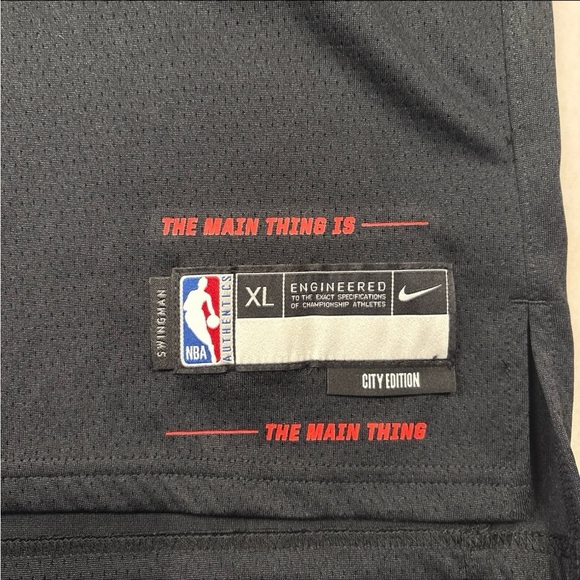 THE MAIN THING IS
SWINGMAN
NBA
AUTHENTICS
XL
ENGINEERED
TO THE EXACT SPECIFICATIONS
OF CHAMPIONSHIP ATHLETES
CITY EDITION
THE MAIN THING